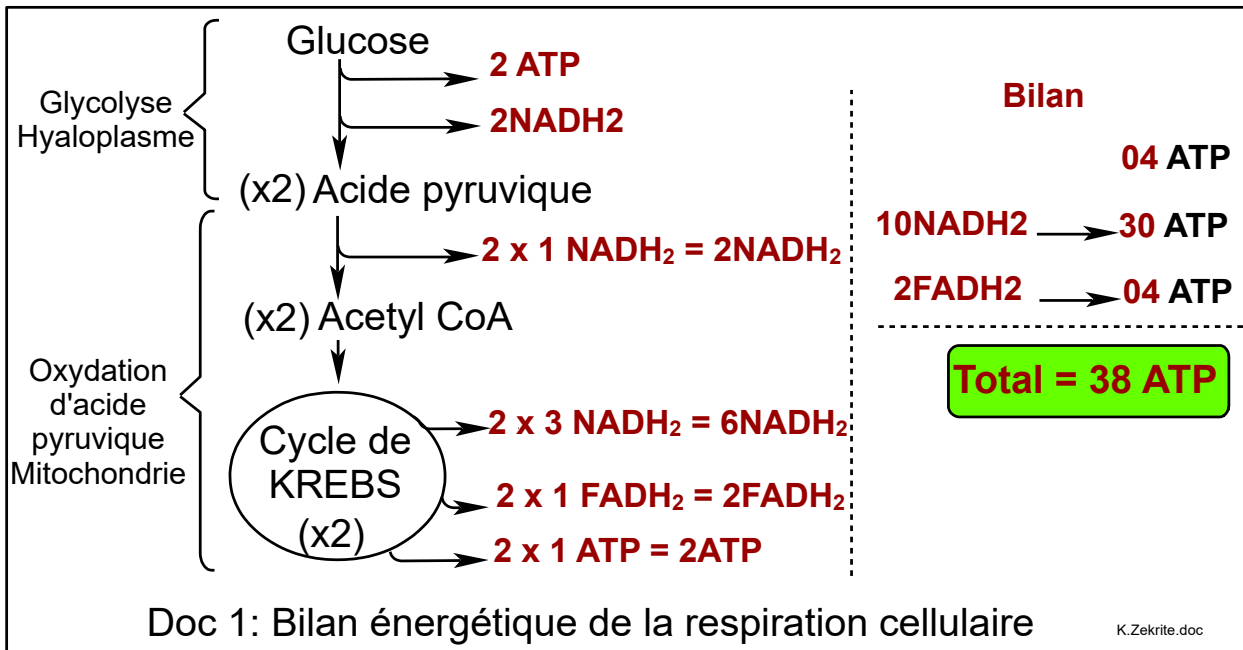 Glucose
2 ATP
2NADH2
Glycolyse
Hyaloplasme
(x2) Acide pyruvique
2 x 1 NADH₂ = 2NADH₂
(x2) Acetyl CoA
Oxydation
d'acide
pyruvique
Mitochondrie
Cycle de
KREBS
(x2)
2 x 3 NADH₂ = 6NADH₂
2 x 1 FADH₂ = 2FADH₂
2 x 1 ATP = 2ATP
Bilan
04 ATP
10NADH2 30 ATP
2FADH2 04 ATP
Total = 38 ATP
Doc 1: Bilan énergétique de la respiration cellulaire
K.Zekrite.doc